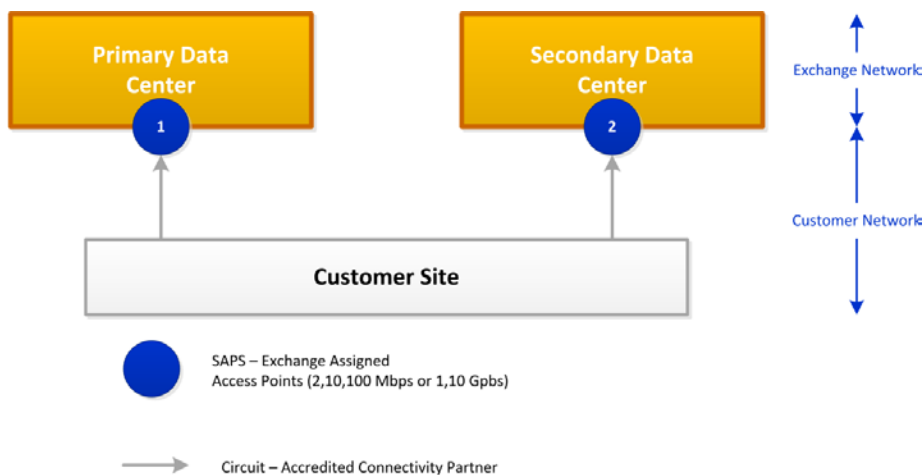 Primary Data
Center
Secondary Data
Center
Exchange Network
1
2
Customer Network
Customer Site
SAPS – Exchange Assigned
Access Points (2,10,100 Mbps or 1,10 Gpbs)
Circuit – Accredited Connectivity Partner